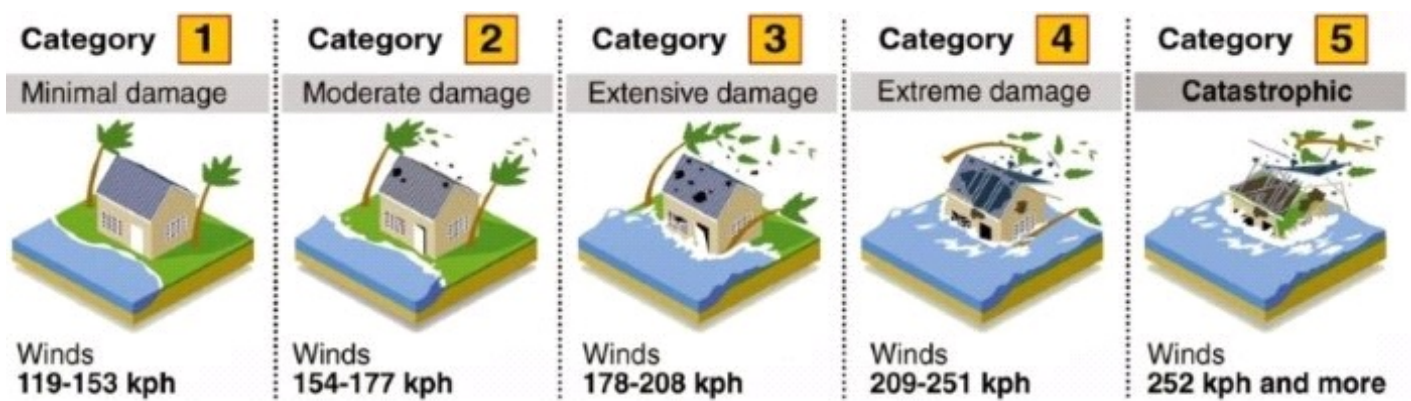 Category 1
Minimal damage
Winds
119-153 kph
Category 2
Moderate damage
Winds
154-177 kph
Category 3
Extensive damage
Winds
178-208 kph
Category 4
Extreme damage
Winds
209-251 kph
Category 5
Catastrophic
Winds
252 kph and more